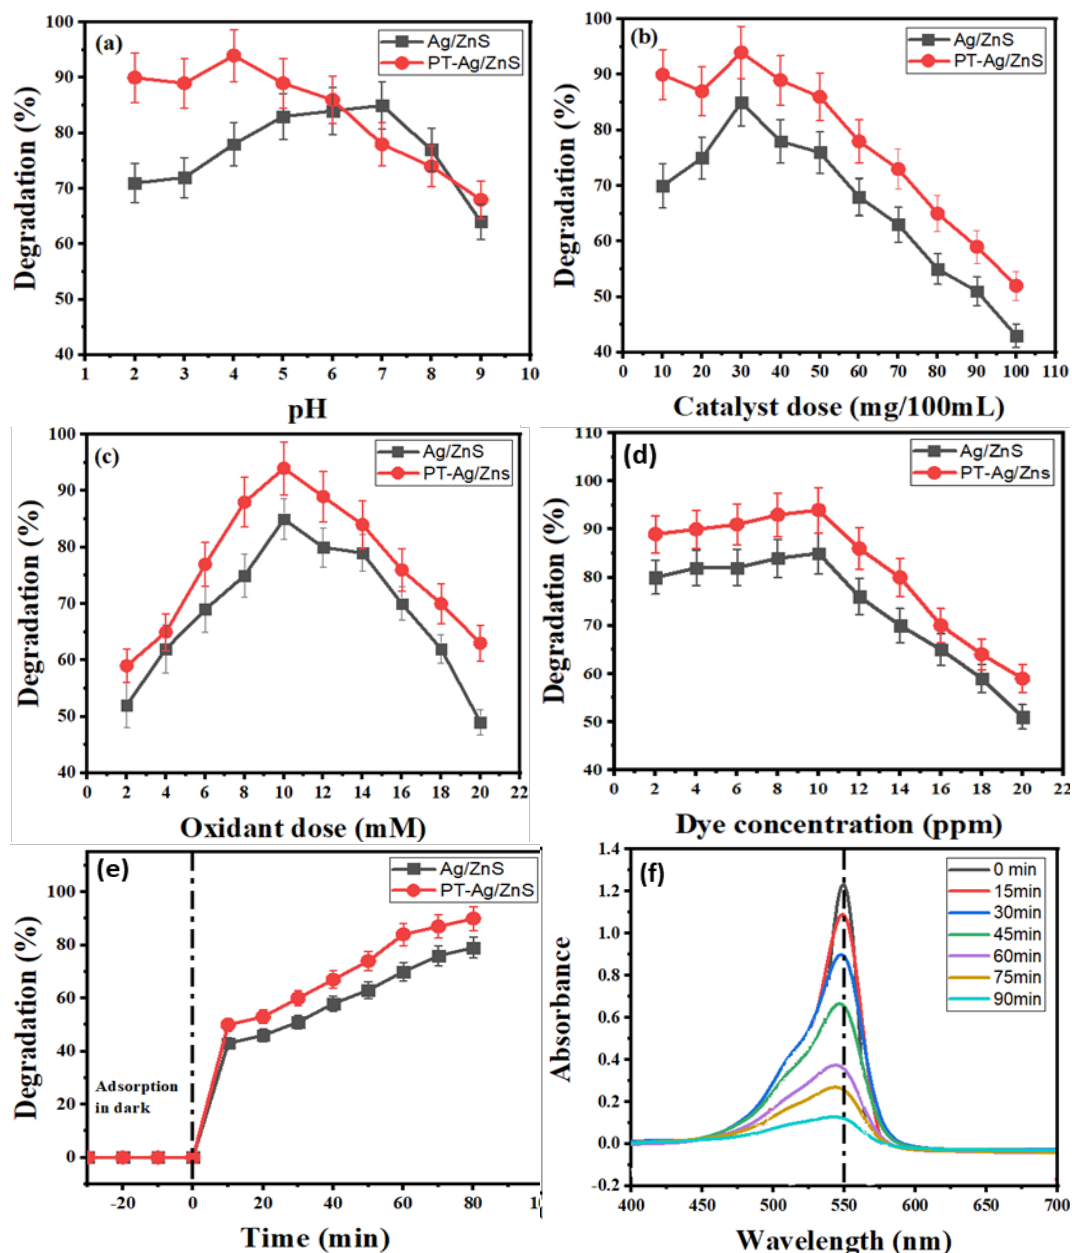 (a)
Ag/ZnS
PT-Ag/ZnS
Degradation (%)
100
90
80
70
60
50
40
1 2 3 4 5 6 7 8 9 10
pH
(b)
Ag/ZnS
PT-Ag/ZnS
Degradation (%)
100
90
80
70
60
50
40
0 10 20 30 40 50 60 70 80 90 100 110
Catalyst dose (mg/100mL)
(c)
Ag/ZnS
PT-Ag/Zns
Degradation (%)
100
90
80
70
60
50
40
0 2 4 6 8 10 12 14 16 18 20 22
Oxidant dose (mM)
(d)
Ag/ZnS
PT-Ag/Zns
Degradation (%)
110
100
90
80
70
60
50
40
0 2 4 6 8 10 12 14 16 18 20 22
Dye concentration (ppm)
(e)
Ag/ZnS
PT-Ag/ZnS
Degradation (%)
100
80
60
40
20
0
Adsorption
in dark
-20 0 20 40 60 80
Time (min)
(f)
0 min
15min
30min
45min
60min
75min
90min
Absorbance
1.4
1.2
1.0
0.8
0.6
0.4
0.2
0.0
-0.2
400 450 500 550 600 650 700
Wavelength (nm)